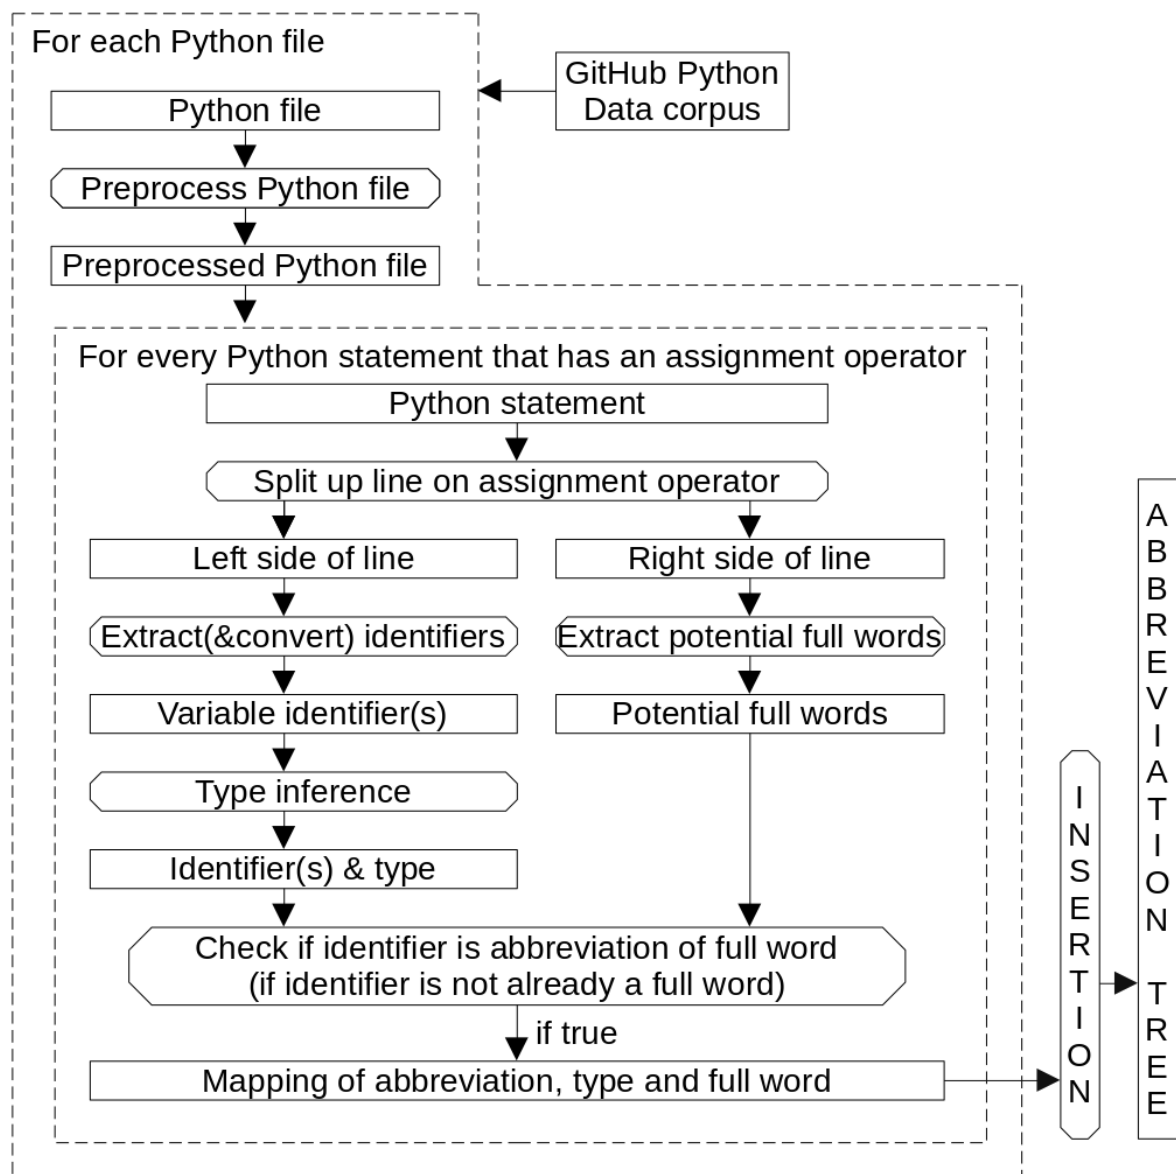 For each Python file
GitHub Python
Data corpus
Python file
Preprocess Python file
Preprocessed Python file
For every Python statement that has an assignment operator
Python statement
Split up line on assignment operator
Left side of line
Right side of line
Extract(&convert) identifiers
Extract potential full words
Variable identifier(s)
Potential full words
Type inference
Identifier(s) & type
Check if identifier is abbreviation of full word
(if identifier is not already a full word)
if true
Mapping of abbreviation, type and full word
INSERTION
ABBREVIATION TREE